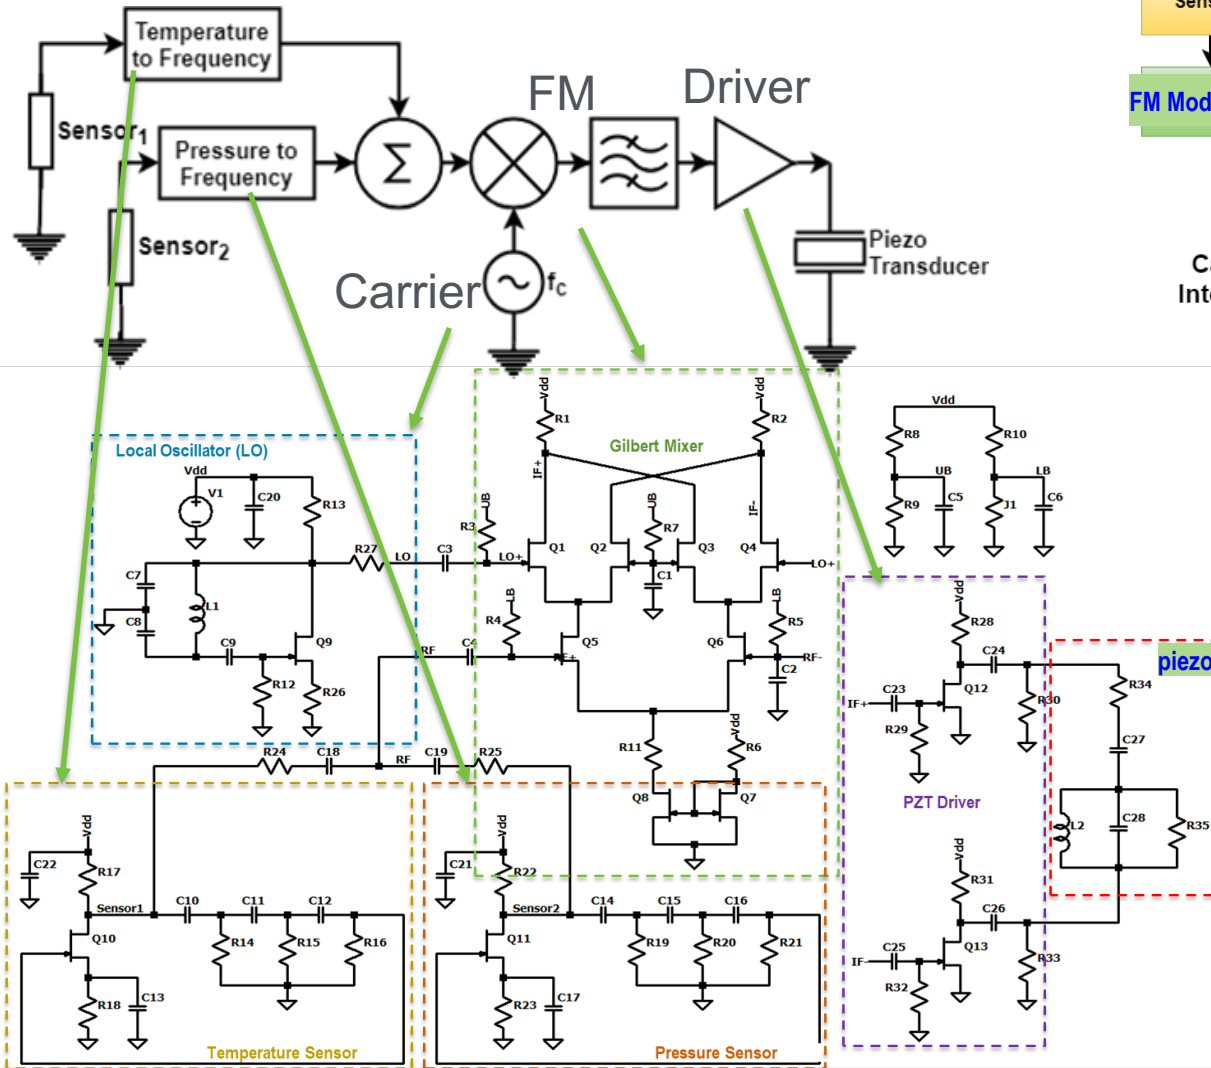 Temperature
to Frequency
Sensor1
Pressure to
Frequency
Sensor2
Σ
FM
Driver
Carrier
fc
Piezo
Transducer
Sens
FM Mod
Ca
Inte
Local Oscillator (LO)
Vdd
V1
C20
R13
R27
LO
C3
C7
L1
C8
C9
Q9
R12
R26
Gilbert Mixer
Vdd
R1
IF+
Vdd
R2
IF-
UB
R3
LO+
Q1
Q2
UB
R7
C1
Q3
Q4
LO+
LB
R4
RF
C4
RF+
Q5
Q6
LB
R5
RF-
C2
R11
Vdd
R6
Q8
Q7
Vdd
R8
R10
UB
LB
R9
C5
J1
C6
R24
C18
RF
C19
R25
Vdd
C22
R17
Sensor1
C10
C11
C12
Q10
R14
R15
R16
R18
C13
Temperature Sensor
Vdd
C21
R22
Sensor2
C14
C15
C16
Q11
R19
R20
R21
R23
C17
Pressure Sensor
Vdd
R28
C24
IF+
C23
Q12
R29
R30
PZT Driver
Vdd
R31
C26
IF-
C25
Q13
R32
R33
piezo
R34
C27
L2
C28
R35